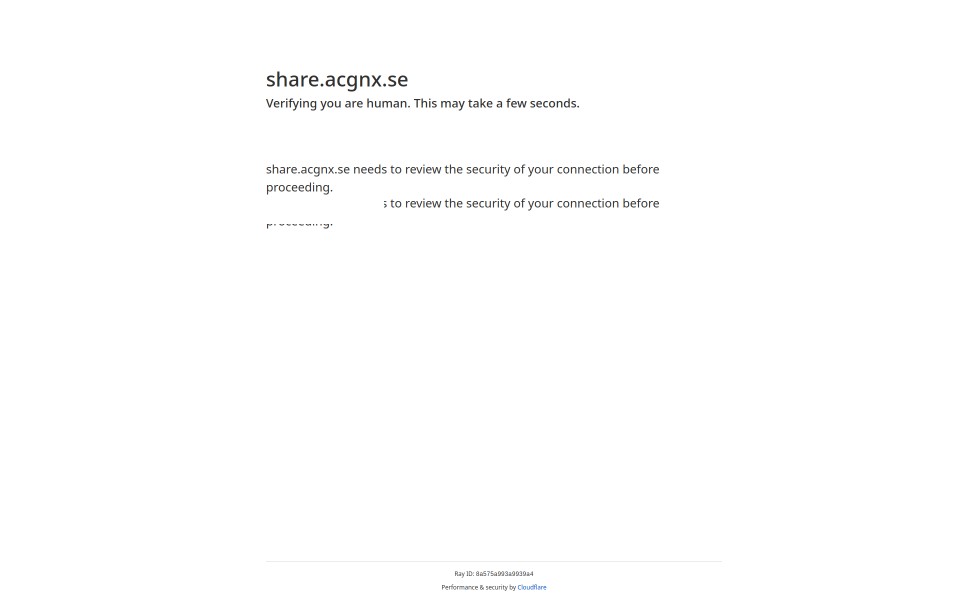 share.acgnx.se
Verifying you are human. This may take a few seconds.
share.acgnx.se needs to review the security of your connection before
proceeding.
to review the security of your connection before
Ray ID: 8a575a993a9939a4
Performance & security by Cloudflare